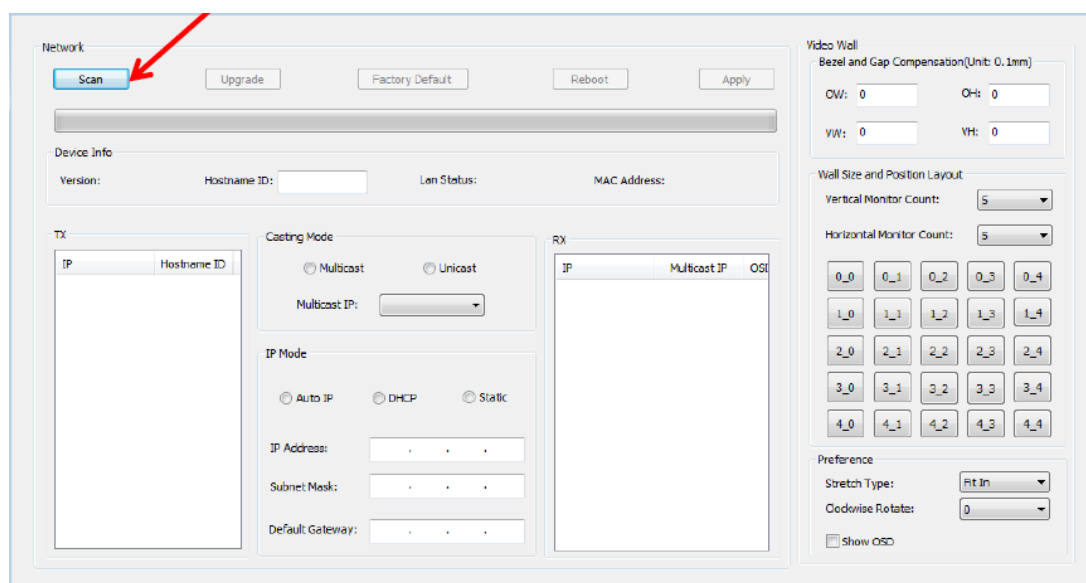 Network
Scan
Upgrade
Factory Default
Reboot
Apply
Device Info
Version:
Hostname ID:
Lan Status:
MAC Address:
TX
IP Hostname ID
Casting Mode
Multicast
Unicast
Multicast IP:
IP Mode
Auto IP
DHCP
Static
IP Address:
Subnet Mask:
Default Gateway:
RX
IP Multicast IP OSD
Video Wall
Bezel and Gap Compensation(Unit: 0.1mm)
OW: 0 OH: 0
VW: 0 VH: 0
Wall Size and Position Layout
Vertical Monitor Count: 5
Horizontal Monitor Count: 5
0_0 0_1 0_2 0_3 0_4
1_0 1_1 1_2 1_3 1_4
2_0 2_1 2_2 2_3 2_4
3_0 3_1 3_2 3_3 3_4
4_0 4_1 4_2 4_3 4_4
Preference
Stretch Type: Fit In
Clockwise Rotate: 0
Show OSD